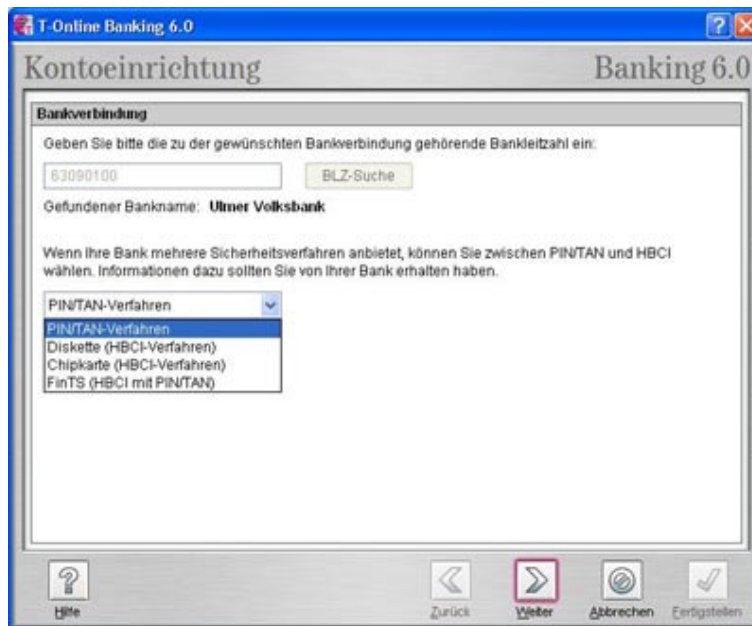 T-Online Banking 6.0
Kontoeinrichtung
Banking 6.0
Bankverbindung
Geben Sie bitte die zu der gewünschten Bankverbindung gehörende Bankleitzahl ein:
63090100
BLZ-Suche
Gefundener Bankname: Ulmer Volksbank
Wenn Ihre Bank mehrere Sicherheitsverfahren anbietet, können Sie zwischen PIN/TAN und HBCI
wählen. Informationen dazu sollten Sie von Ihrer Bank erhalten haben.
PIN/TAN-Verfahren
PIN/TAN-Verfahren
Diskette (HBCI-Verfahren)
Chipkarte (HBCI-Verfahren)
FinTS (HBCI mit PIN/TAN)
Hilfe
Zurück
Weiter
Abbrechen
Fertigstellen